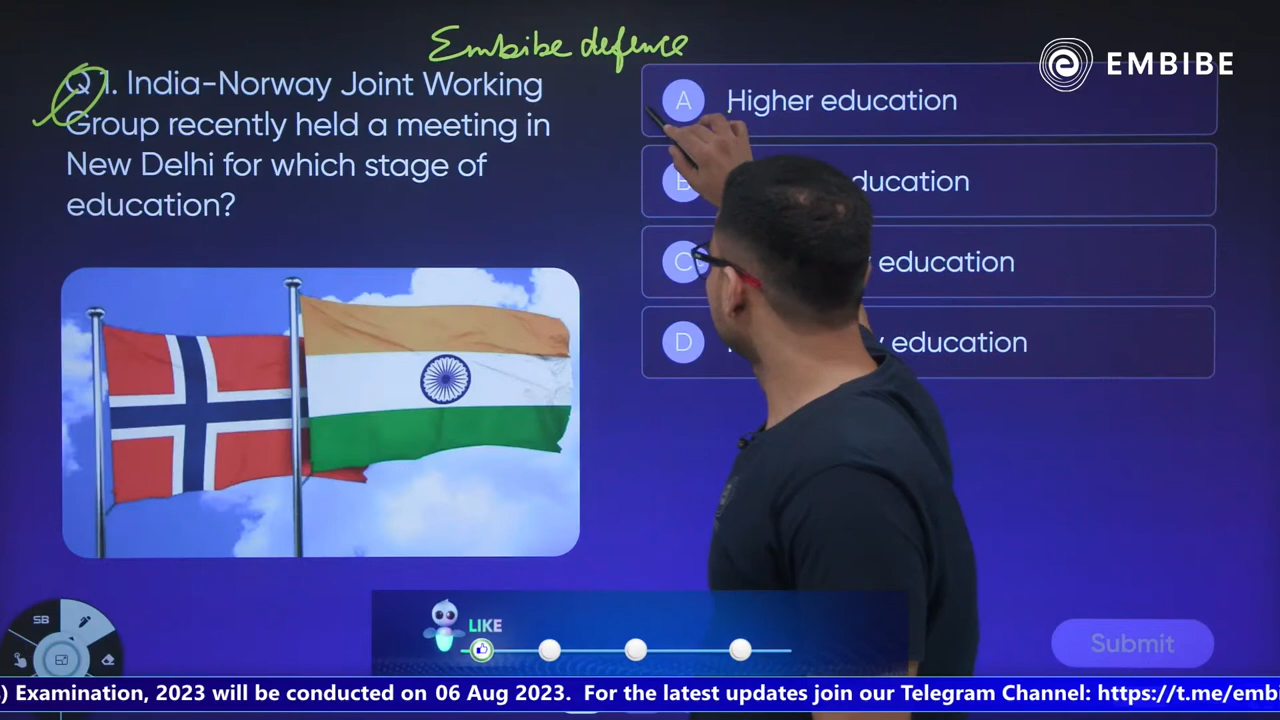 Embibe defence
EMBIBE
Q 1. India-Norway Joint Working
Group recently held a meeting in
New Delhi for which stage of
education?
A Higher education
B ducation
C education
D education
SB
LIKE
Submit
) Examination, 2023 will be conducted on 06 Aug 2023. For the latest updates join our Telegram Channel: https://t.me/embi